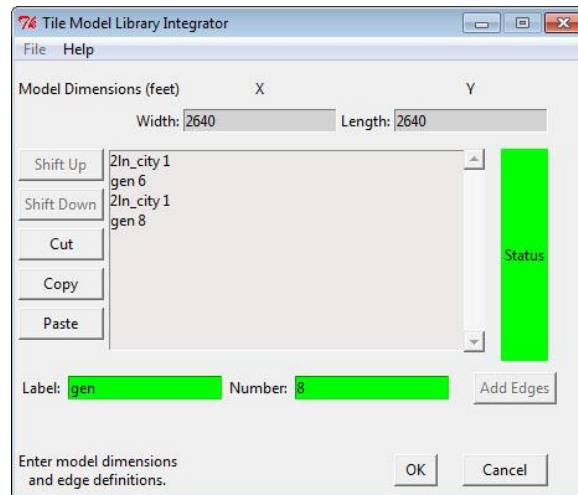 Tile Model Library Integrator
File Help
Model Dimensions (feet) X Y
Width: 2640 Length: 2640
Shift Up
Shift Down
Cut
Copy
Paste
2ln_city 1
gen 6
2ln_city 1
gen 8
Status
Label: gen Number: 8 Add Edges
Enter model dimensions
and edge definitions.
OK Cancel